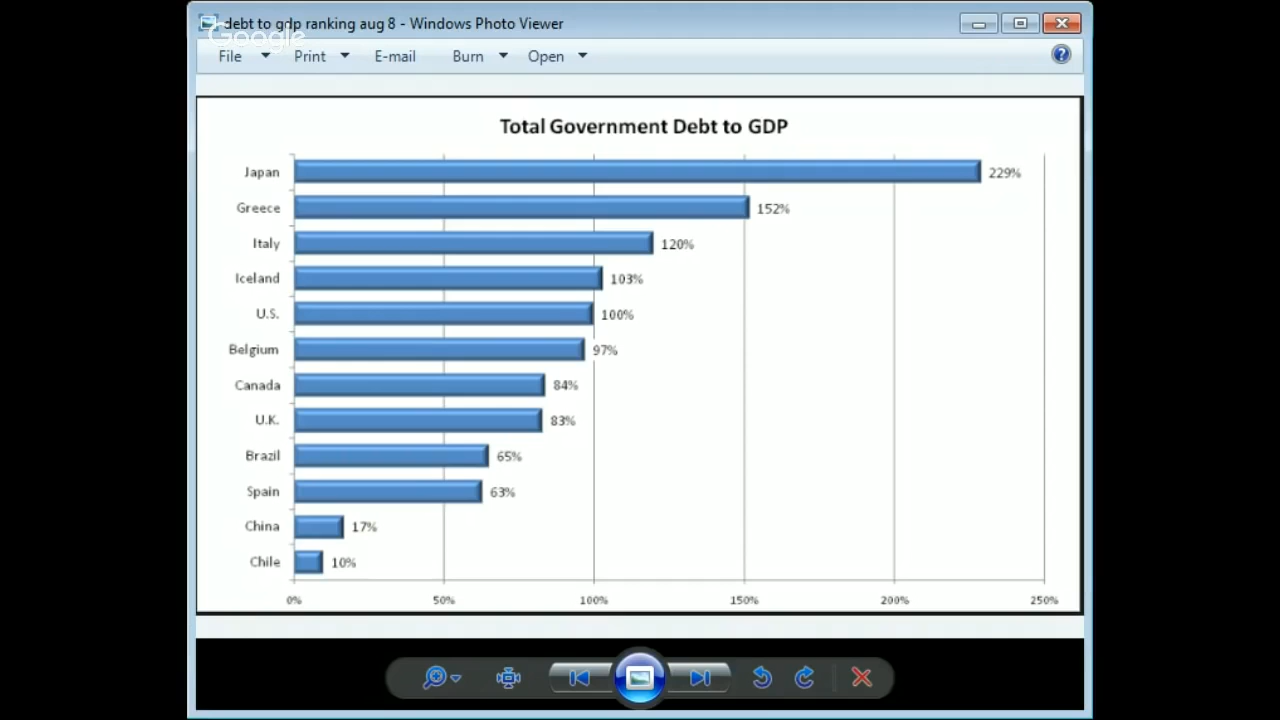 debt to gdp ranking aug 8 - Windows Photo Viewer
Google
File Print E-mail Burn Open
Total Government Debt to GDP
Japan 229%
Greece 152%
Italy 120%
Iceland 103%
U.S. 100%
Belgium 97%
Canada 84%
U.K. 83%
Brazil 65%
Spain 63%
China 17%
Chile 10%
0% 50% 100% 150% 200% 250%